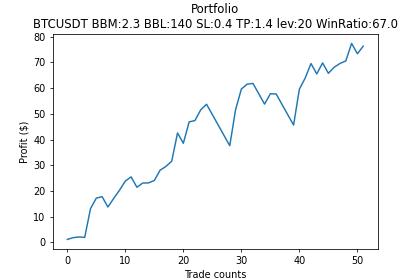 Portfolio
BTCUSDT BBM:2.3 BBL:140 SL:0.4 TP:1.4 lev:20 WinRatio:67.0
80
70
60
50
40
30
20
10
0
Profit ($)
0 10 20 30 40 50
Trade counts